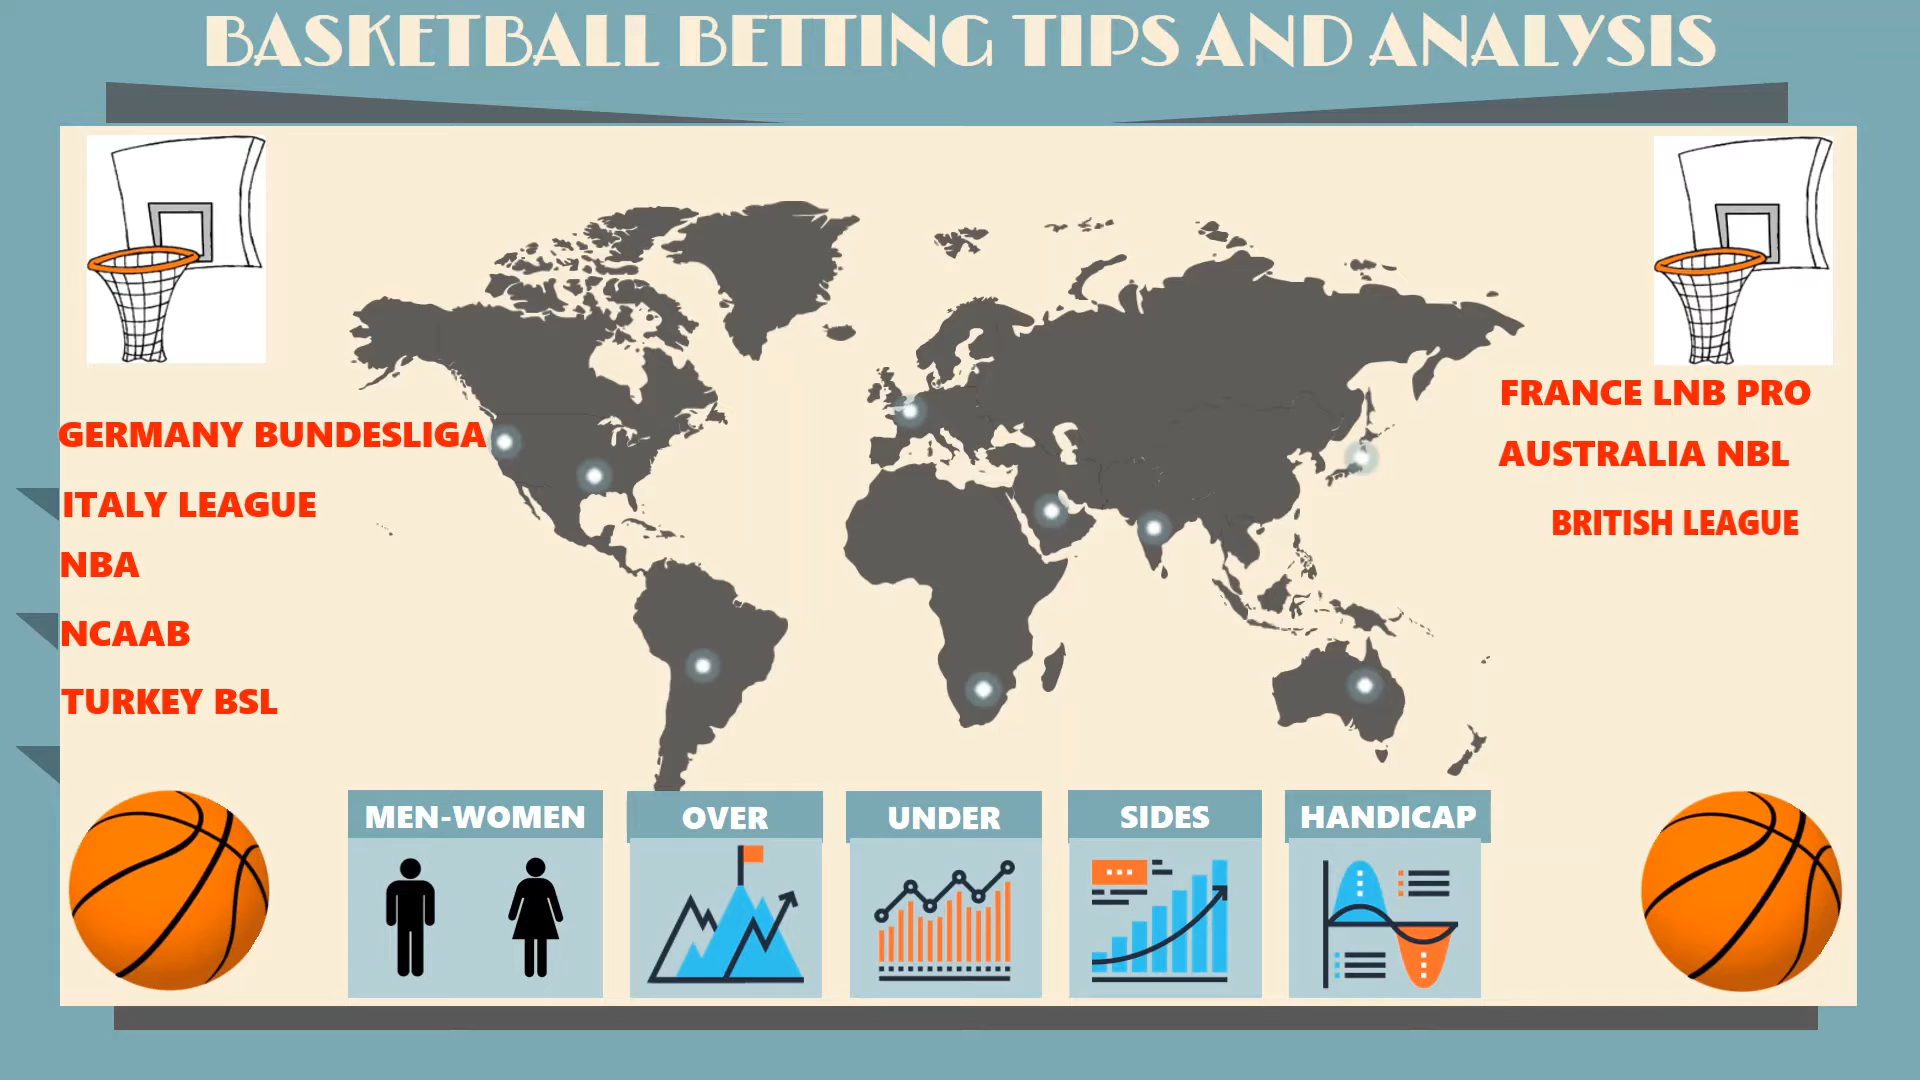 BASKETBALL BETTING TIPS AND ANALYSIS
GERMANY BUNDESLIGA
ITALY LEAGUE
NBA
NCAAB
TURKEY BSL
FRANCE LNB PRO
AUSTRALIA NBL
BRITISH LEAGUE
MEN-WOMEN
OVER
UNDER
SIDES
HANDICAP